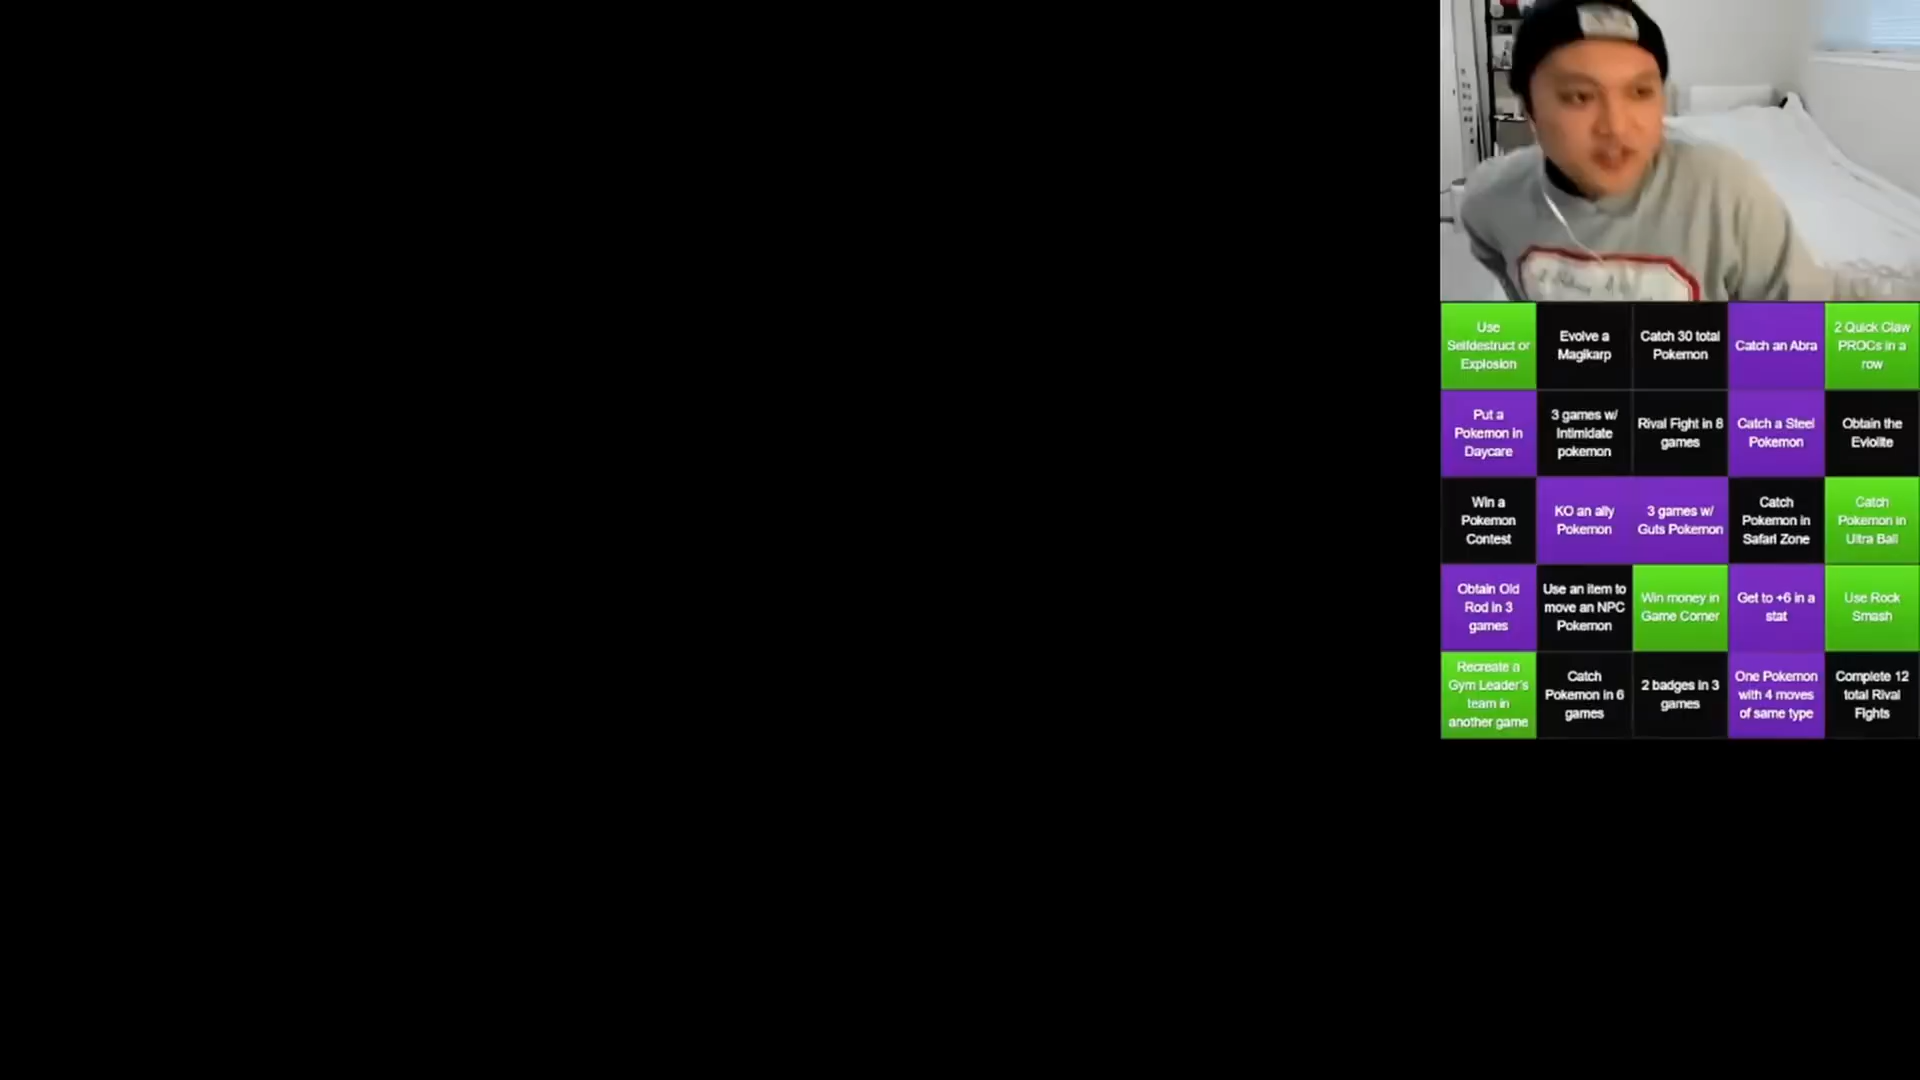 Use
Selfdestruct or
Explosion
Evolve a
Magikarp
Catch 30 total
Pokemon
Catch an Abra
2 Quick Claw
PROCs in a
row
Put a
Pokemon in
Daycare
3 games w/
Intimidate
pokemon
Rival Fight in 8
games
Catch a Steel
Pokemon
Obtain the
Eviolite
Win a
Pokemon
Contest
KO an ally
Pokemon
3 games w/
Guts Pokemon
Catch
Pokemon in
Safari Zone
Catch
Pokemon in
Ultra Ball
Obtain Old
Rod in 3
games
Use an item to
move an NPC
Pokemon
Win money in
Game Corner
Get to +6 in a
stat
Use Rock
Smash
Recreate a
Gym Leader's
team in
another game
Catch
Pokemon in 6
games
2 badges in 3
games
One Pokemon
with 4 moves
of same type
Complete 12
total Rival
Fights